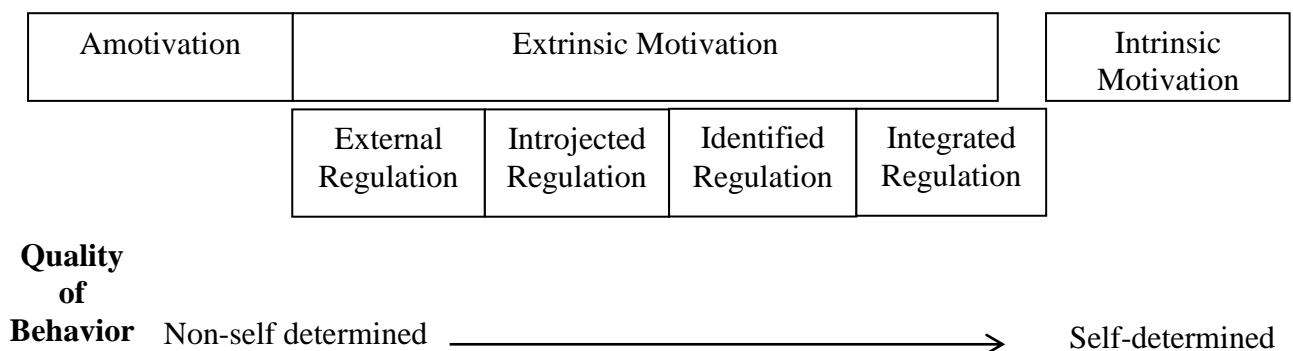 Amotivation
Extrinsic Motivation
Intrinsic
Motivation
External
Regulation
Introjected
Regulation
Identified
Regulation
Integrated
Regulation
Quality
of
Behavior
Non-self determined
Self-determined